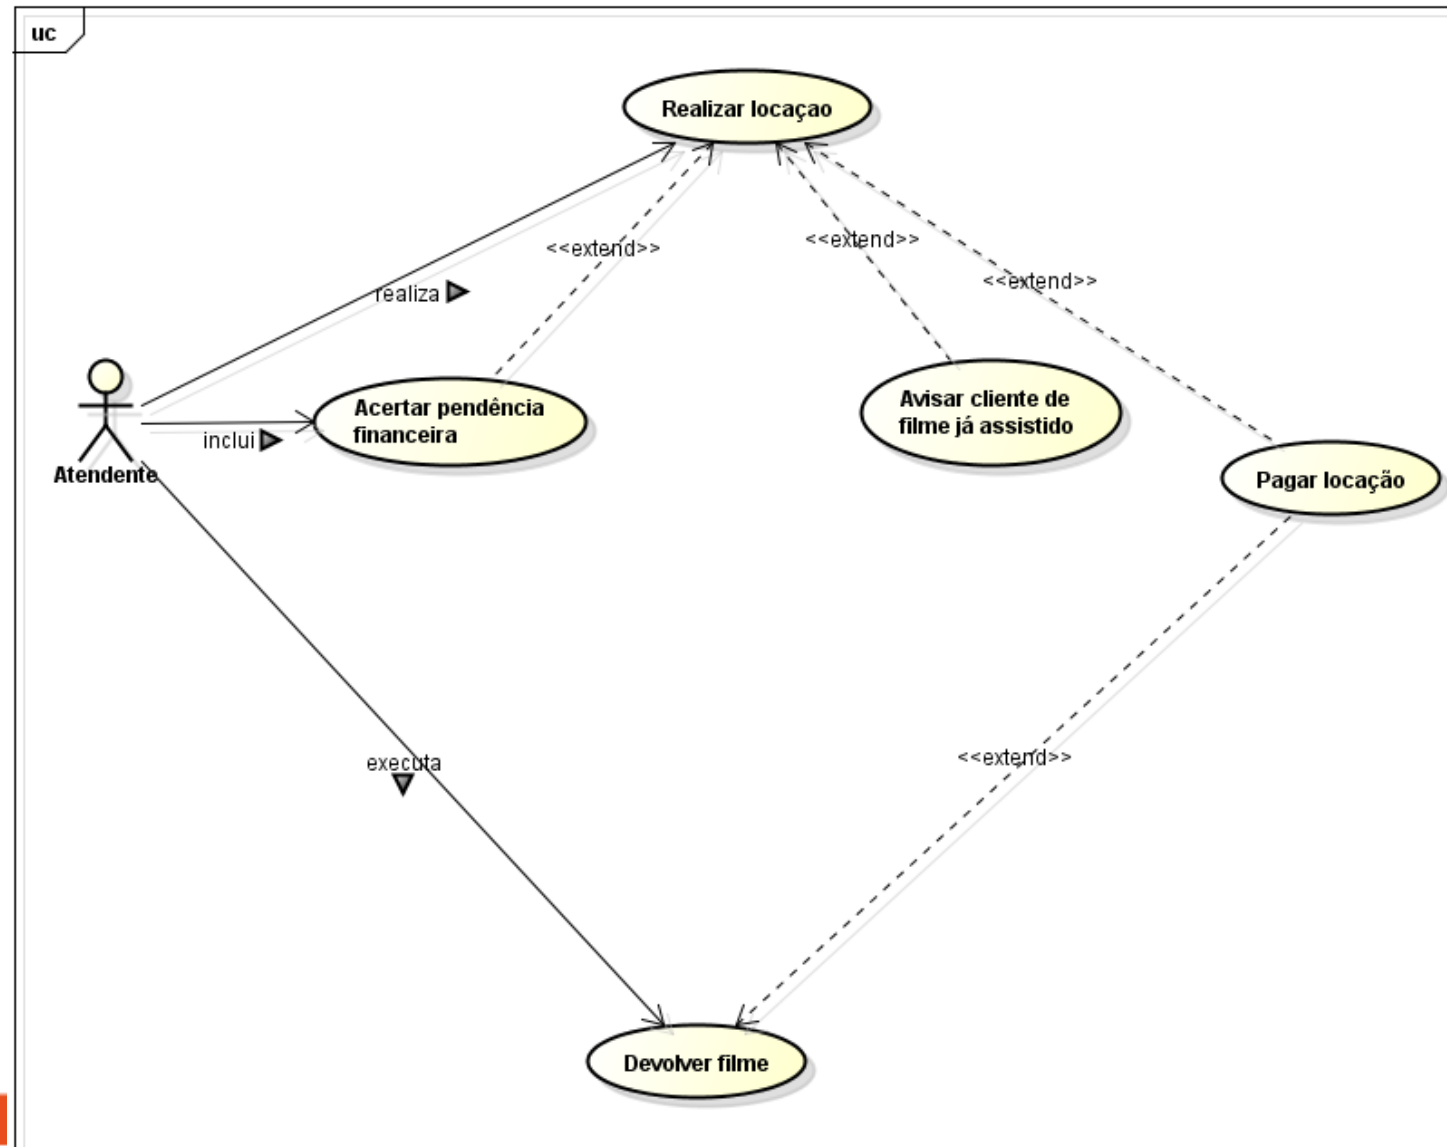 uc
Realizar locaçao
<<extend>>
<<extend>>
<<extend>>
realiza
Acertar pendência
financeira
Avisar cliente de
filme já assistido
inclui
Atendente
Pagar locação
executa
<<extend>>
Devolver filme